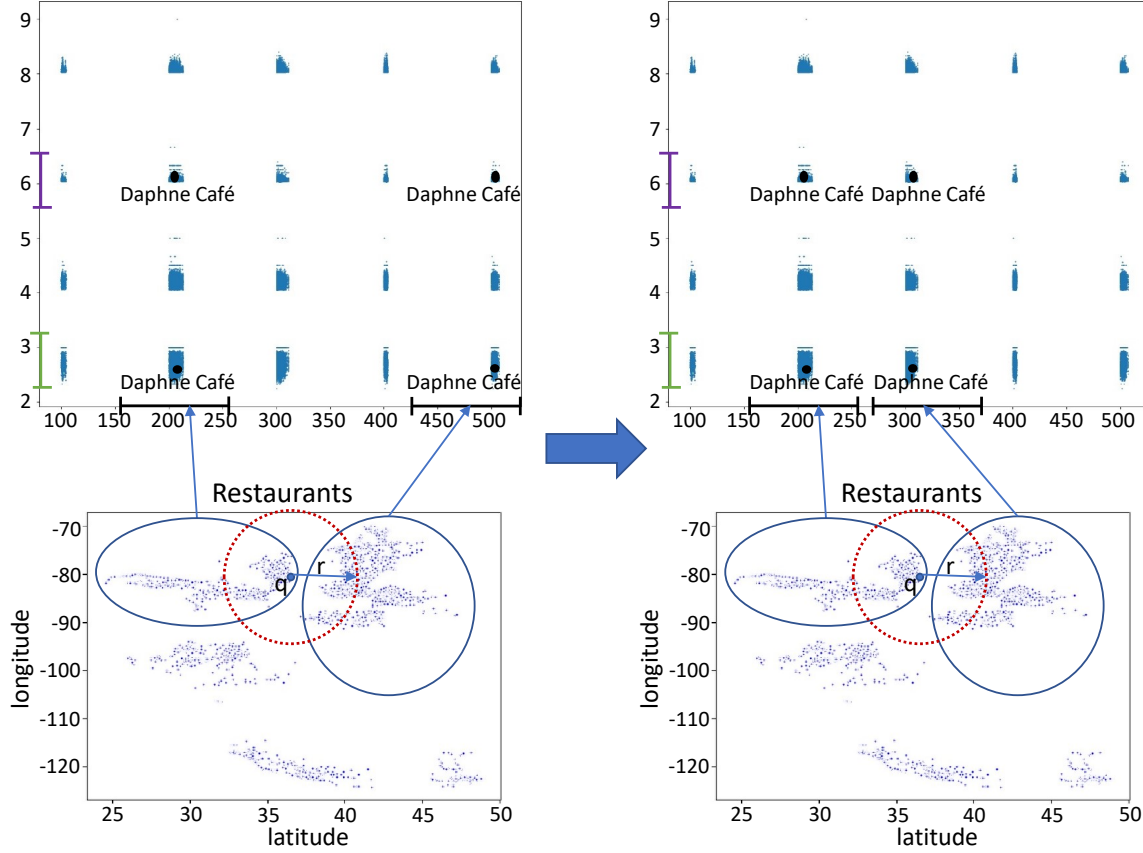 9
8
7
6
5
4
3
2
Daphne Café
Daphne Café
Daphne Café
Daphne Café
100 150 200 250 300 350 400 450 500
9
8
7
6
5
4
3
2
Daphne Café
Daphne Café
Daphne Café
Daphne Café
100 150 200 250 300 350 400 450 500
Restaurants
longitude
-70
-80
-90
-100
-110
-120
q
r
25 30 35 40 45 50
latitude
Restaurants
longitude
-70
-80
-90
-100
-110
-120
q
r
25 30 35 40 45 50
latitude